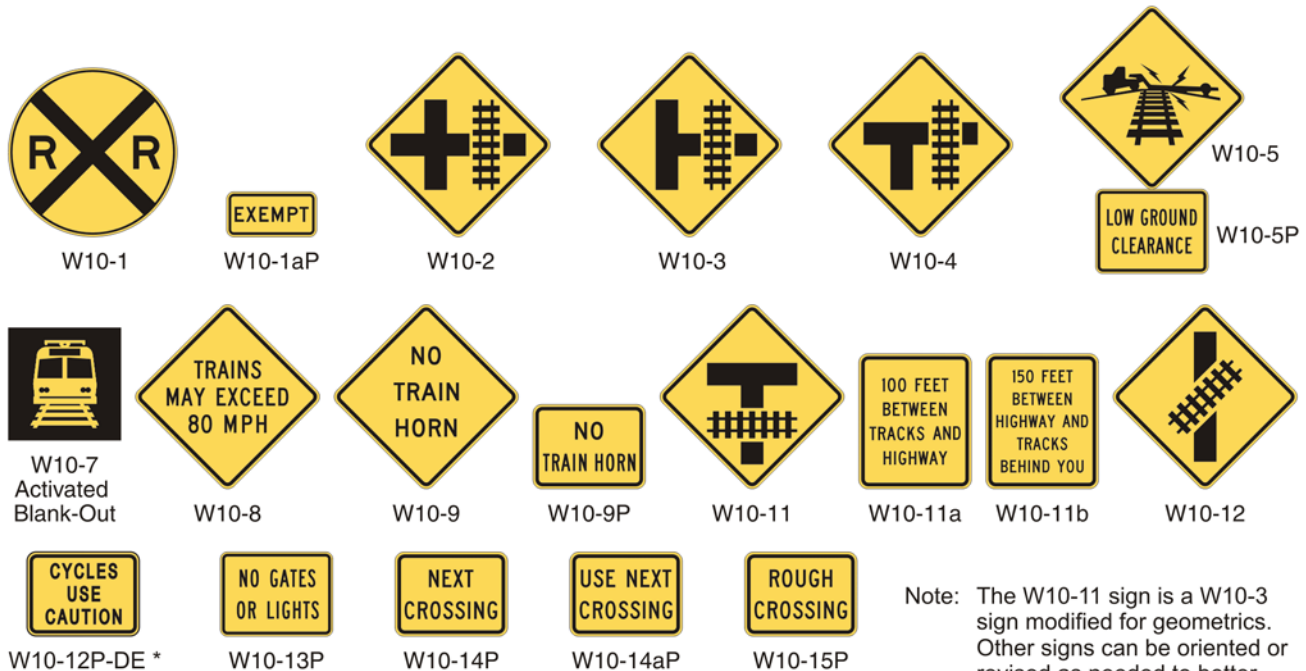 R R
W10-1
EXEMPT
W10-1aP
W10-2
W10-3
W10-4
W10-5
LOW GROUND
CLEARANCE
W10-5P
W10-7
Activated
Blank-Out
TRAINS
MAY EXCEED
80 MPH
W10-8
NO
TRAIN
HORN
W10-9
NO
TRAIN HORN
W10-9P
W10-11
100 FEET
BETWEEN
TRACKS AND
HIGHWAY
W10-11a
150 FEET
BETWEEN
HIGHWAY AND
TRACKS
BEHIND YOU
W10-11b
W10-12
CYCLES
USE
CAUTION
W10-12P-DE *
NO GATES
OR LIGHTS
W10-13P
NEXT
CROSSING
W10-14P
USE NEXT
CROSSING
W10-14aP
ROUGH
CROSSING
W10-15P
Note: The W10-11 sign is a W10-3
sign modified for geometrics.
Other signs can be oriented or
revised as needed to better